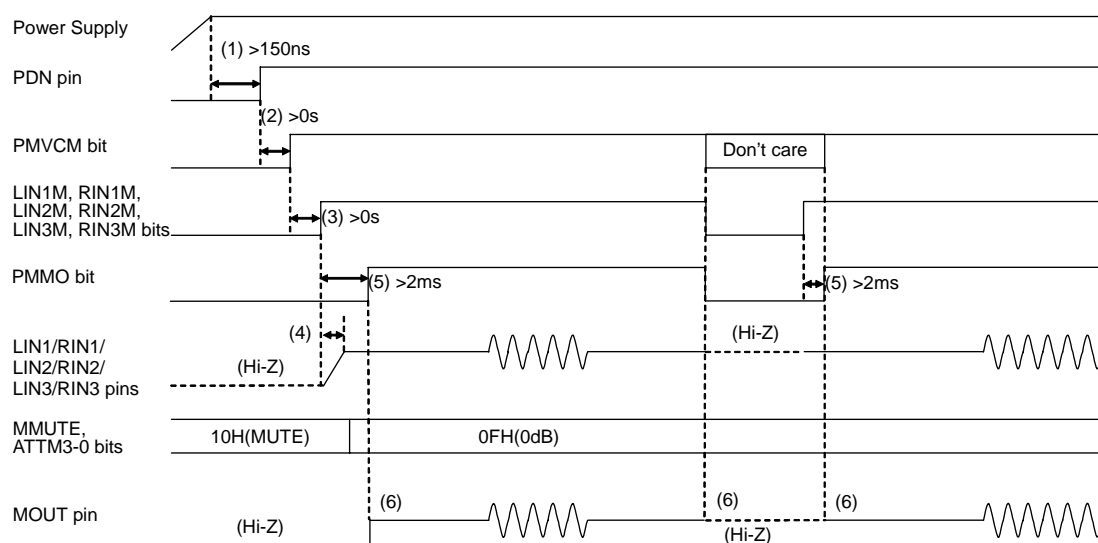 Power Supply
(1) >150ns
PDN pin
(2) >0s
PMVCM bit
Don't care
LIN1M, RIN1M,
LIN2M, RIN2M,
LIN3M, RIN3M bits
(3) >0s
PMMO bit
(5) >2ms
(5) >2ms
(4)
LIN1/RIN1/
LIN2/RIN2/
LIN3/RIN3 pins
(Hi-Z)
(Hi-Z)
MMUTE,
ATTM3-0 bits
10H(MUTE)
0FH(0dB)
MOUT pin
(Hi-Z)
(6)
(6)
(6)
(Hi-Z)